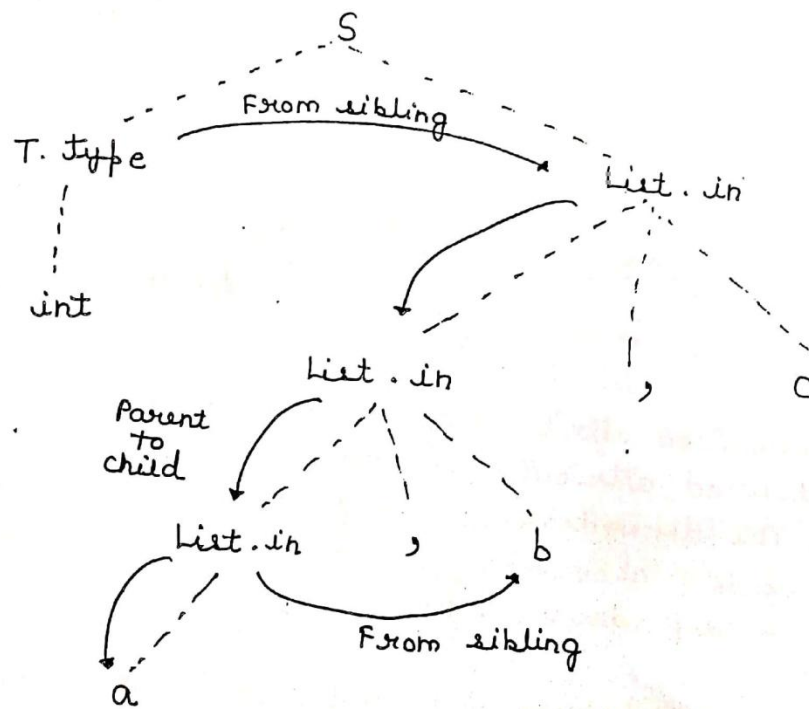 S
From sibling
T. type
List. in
int
List. in
,
C
Parent
to
child
List. in
,
b
From sibling
a